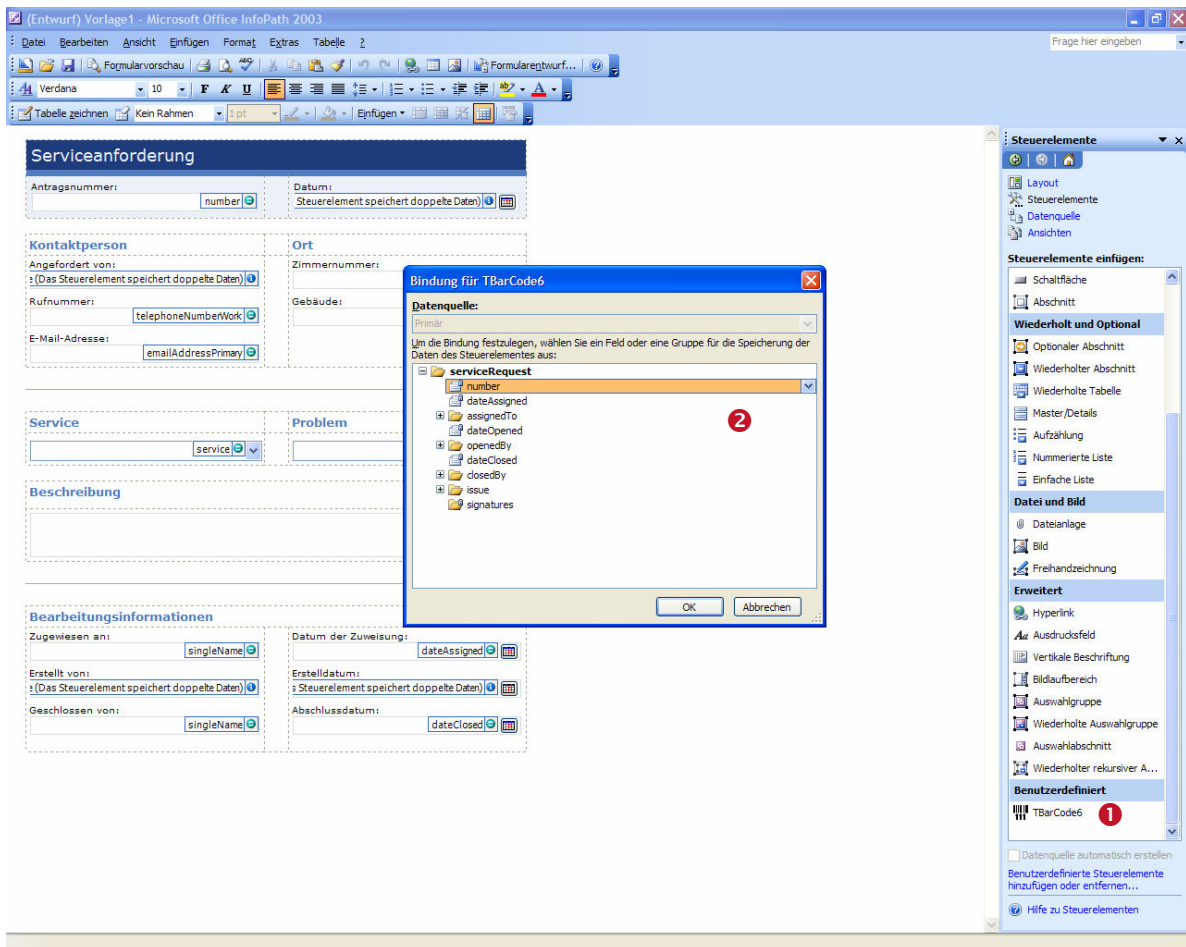 (Entwurf) Vorlage1 - Microsoft Office InfoPath 2003
Datei Bearbeiten Ansicht Einfügen Format Extras Tabelle ?
Frage hier eingeben
Formularvorschau Formularentwurf...
Verdana 10 F K U
Tabelle zeichnen Kein Rahmen 1 pt Einfügen
Serviceanforderung
Antragsnummer: Datum:
number Steuerelement speichert doppelte Daten)
Kontaktperson Ort
Angefordert von: Zimmernummer:
(Das Steuerelement speichert doppelte Daten)
Rufnummer: Gebäude:
telephoneNumberWork
E-Mail-Adresse:
emailAddressPrimary
Service Problem
service
Beschreibung
Bearbeitungsinformationen
Zugewiesen an: Datum der Zuweisung:
singleName dateAssigned
Erstellt von: Erstelldatum:
(Das Steuerelement speichert doppelte Daten) s Steuerelement speichert doppelte Daten)
Geschlossen von: Abschlussdatum:
singleName dateClosed
Bindung für TBarCode6
Datenquelle:
Primär
Um die Bindung festzulegen, wählen Sie ein Feld oder eine Gruppe für die Speicherung der
Daten des Steuerelementes aus:
serviceRequest
number
dateAssigned
assignedTo
dateOpened
openedBy
dateClosed
closedBy
issue
signatures
2
OK Abbrechen
Steuerelemente
Layout
Steuerelemente
Datenquelle
Ansichten
Steuerelemente einfügen:
Schaltfläche
Abschnitt
Wiederholt und Optional
Optionaler Abschnitt
Wiederholter Abschnitt
Wiederholte Tabelle
Master/Details
Aufzählung
Nummerierte Liste
Einfache Liste
Datei und Bild
Dateianlage
Bild
Freihandzeichnung
Erweitert
Hyperlink
Ausdrucksfeld
Vertikale Beschriftung
Bildlaufbereich
Auswahlgruppe
Wiederholte Auswahlgruppe
Auswahlabschnitt
Wiederholter rekursiver A...
Benutzerdefiniert
TBarCode6 1
Datenquelle automatisch erstellen
Benutzerdefinierte Steuerelemente
hinzufügen oder entfernen...
Hilfe zu Steuerelementen